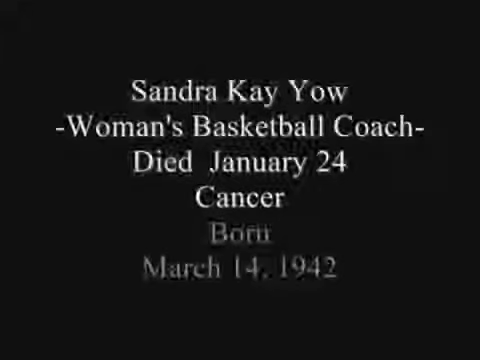 Sandra Kay Yow
-Woman's Basketball Coach-
Died January 24
Cancer
Born
March 14, 1942